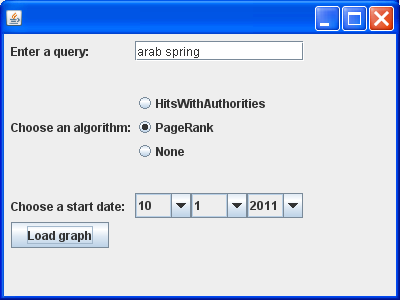 Enter a query: arab spring
HitsWithAuthorities
Choose an algorithm: PageRank
None
Choose a start date: 10 1 2011
Load graph